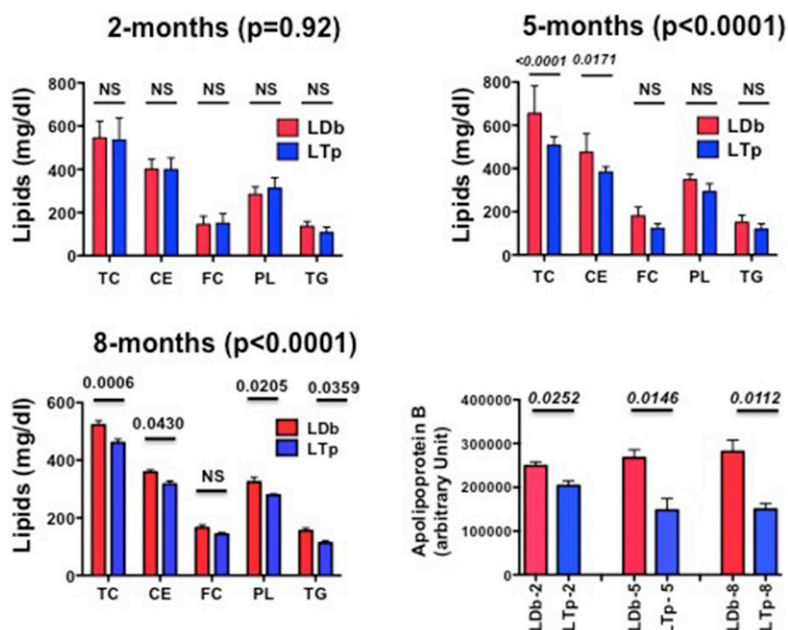 2-months (p=0.92)
Lipids (mg/dl)
800
600
400
200
0
NS NS NS NS NS
LDb
LTp
TC CE FC PL TG
5-months (p<0.0001)
Lipids (mg/dl)
800
600
400
200
0
<0.0001 0.0171 NS NS NS
LDb
LTp
TC CE FC PL TG
8-months (p<0.0001)
Lipids (mg/dl)
600
400
200
0
0.0006 0.0430 NS 0.0205 0.0359
LDb
LTp
TC CE FC PL TG
Apolipoprotein B
(arbitrary Unit)
400000
300000
200000
100000
0
0.0252 0.0146 0.0112
LDb-2 LTp-2 LDb-5 LTp- 5 LDb-8 LTp-8